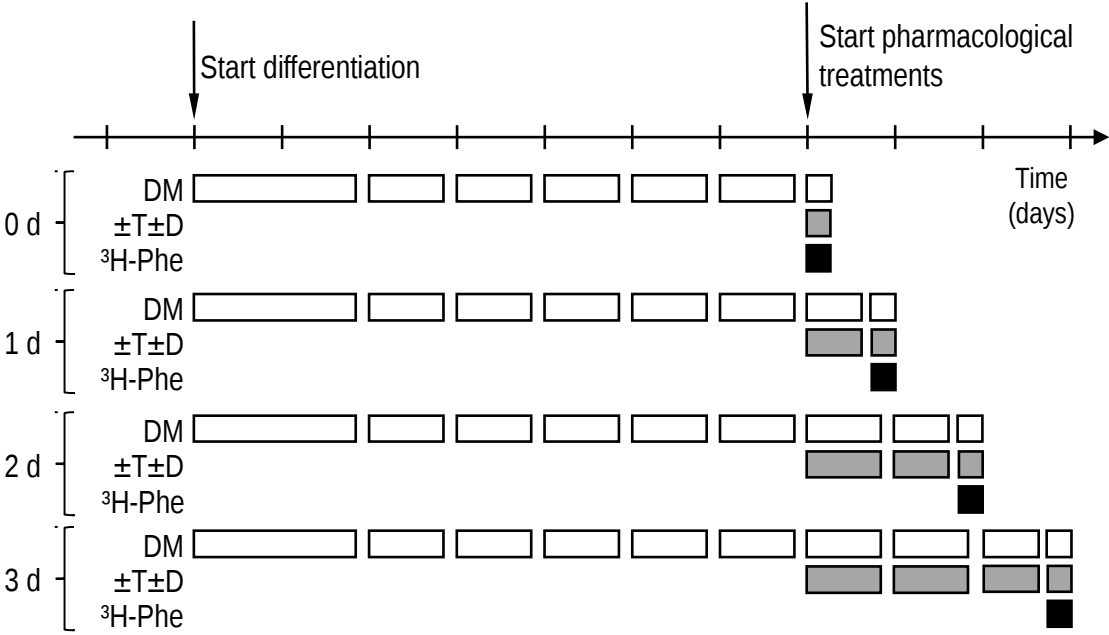 Start differentiation
Start pharmacological
treatments
Time
(days)
0 d
DM
±T±D
³H-Phe
1 d
DM
±T±D
³H-Phe
2 d
DM
±T±D
³H-Phe
3 d
DM
±T±D
³H-Phe